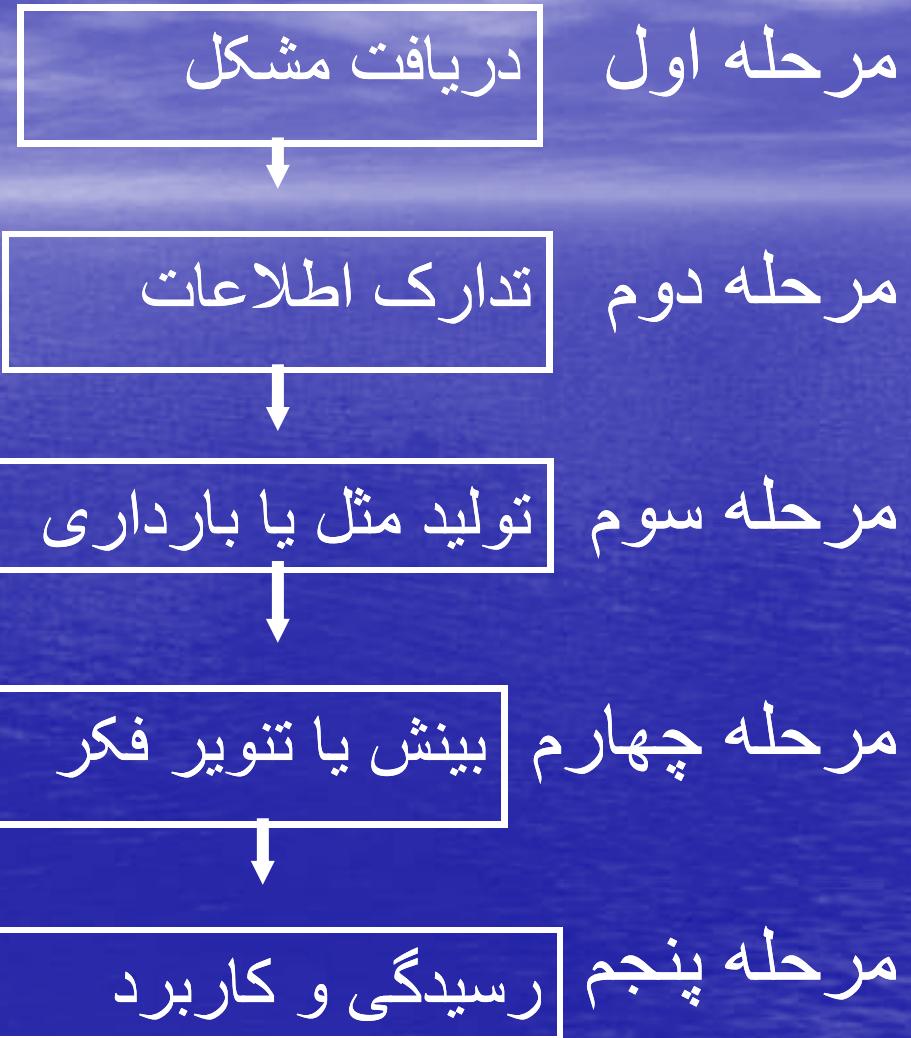 مرحله اول دریافت مشکل
مرحله دوم تدارک اطلاعات
مرحله سوم تولید مثل یا بارداری
مرحله چهارم بینش یا تنویر فکر
مرحله پنجم رسیدگی و کاربرد